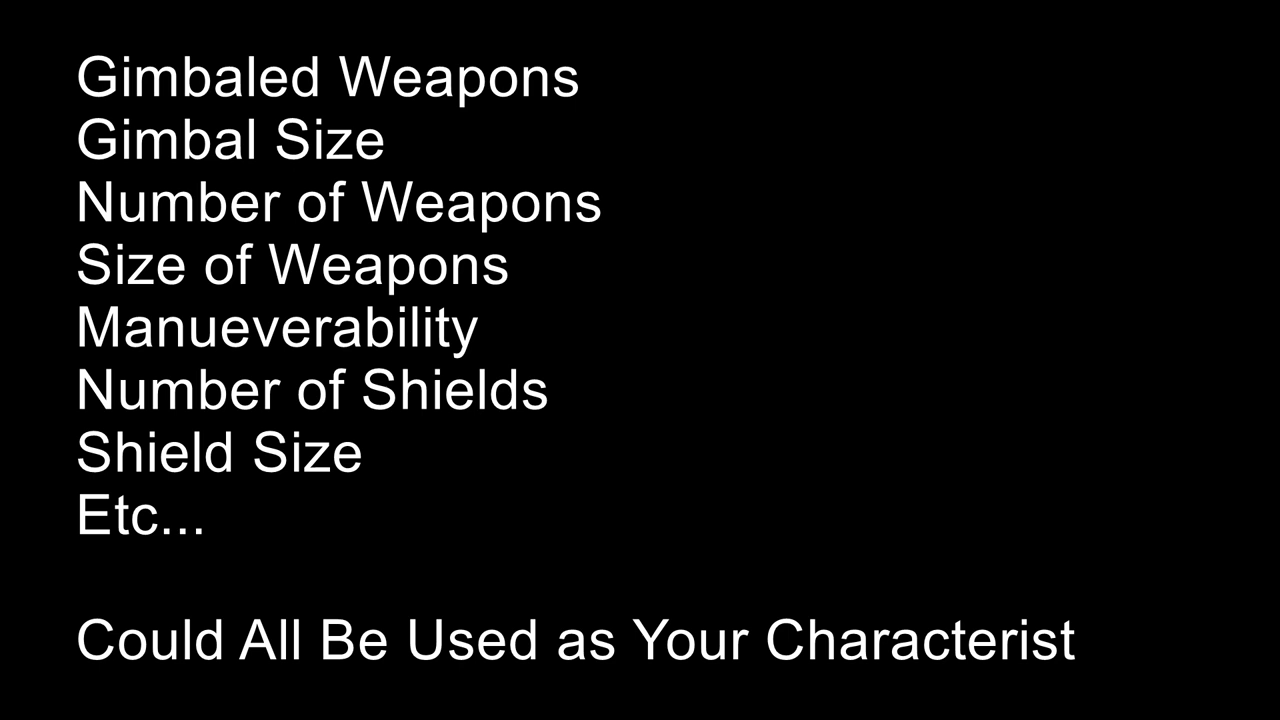 Gimbaled Weapons
Gimbal Size
Number of Weapons
Size of Weapons
Manueverability
Number of Shields
Shield Size
Etc...
Could All Be Used as Your Characterist